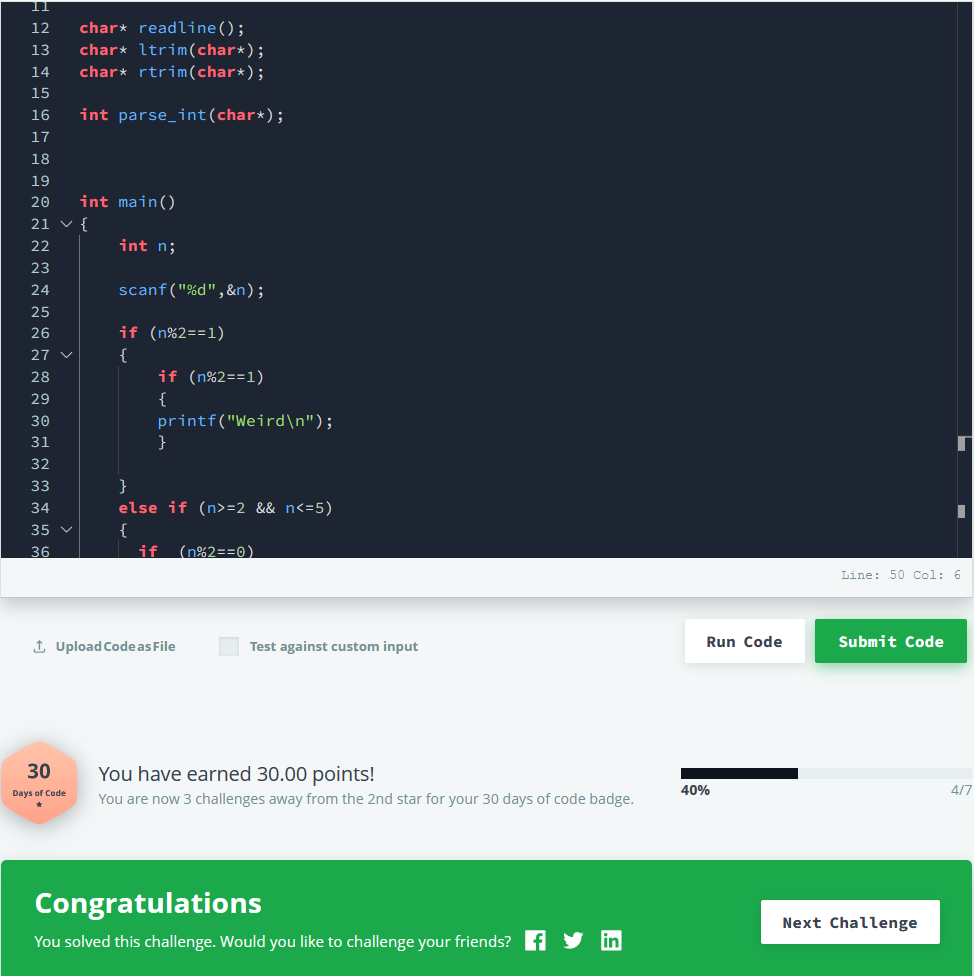 11
12 char* readline();
13 char* ltrim(char*);
14 char* rtrim(char*);
15
16 int parse_int(char*);
17
18
19
20 int main()
21 {
22 int n;
23
24 scanf("%d",&n);
25
26 if (n%2==1)
27 {
28 if (n%2==1)
29 {
30 printf("Weird\n");
31 }
32
33 }
34 else if (n>=2 && n<=5)
35 {
36 if (n%2==0)
Line: 50 Col: 6
Upload Code as File Test against custom input Run Code Submit Code
30
Days of Code
You have earned 30.00 points!
You are now 3 challenges away from the 2nd star for your 30 days of code badge.
40% 4/7
Congratulations
You solved this challenge. Would you like to challenge your friends?
Next Challenge